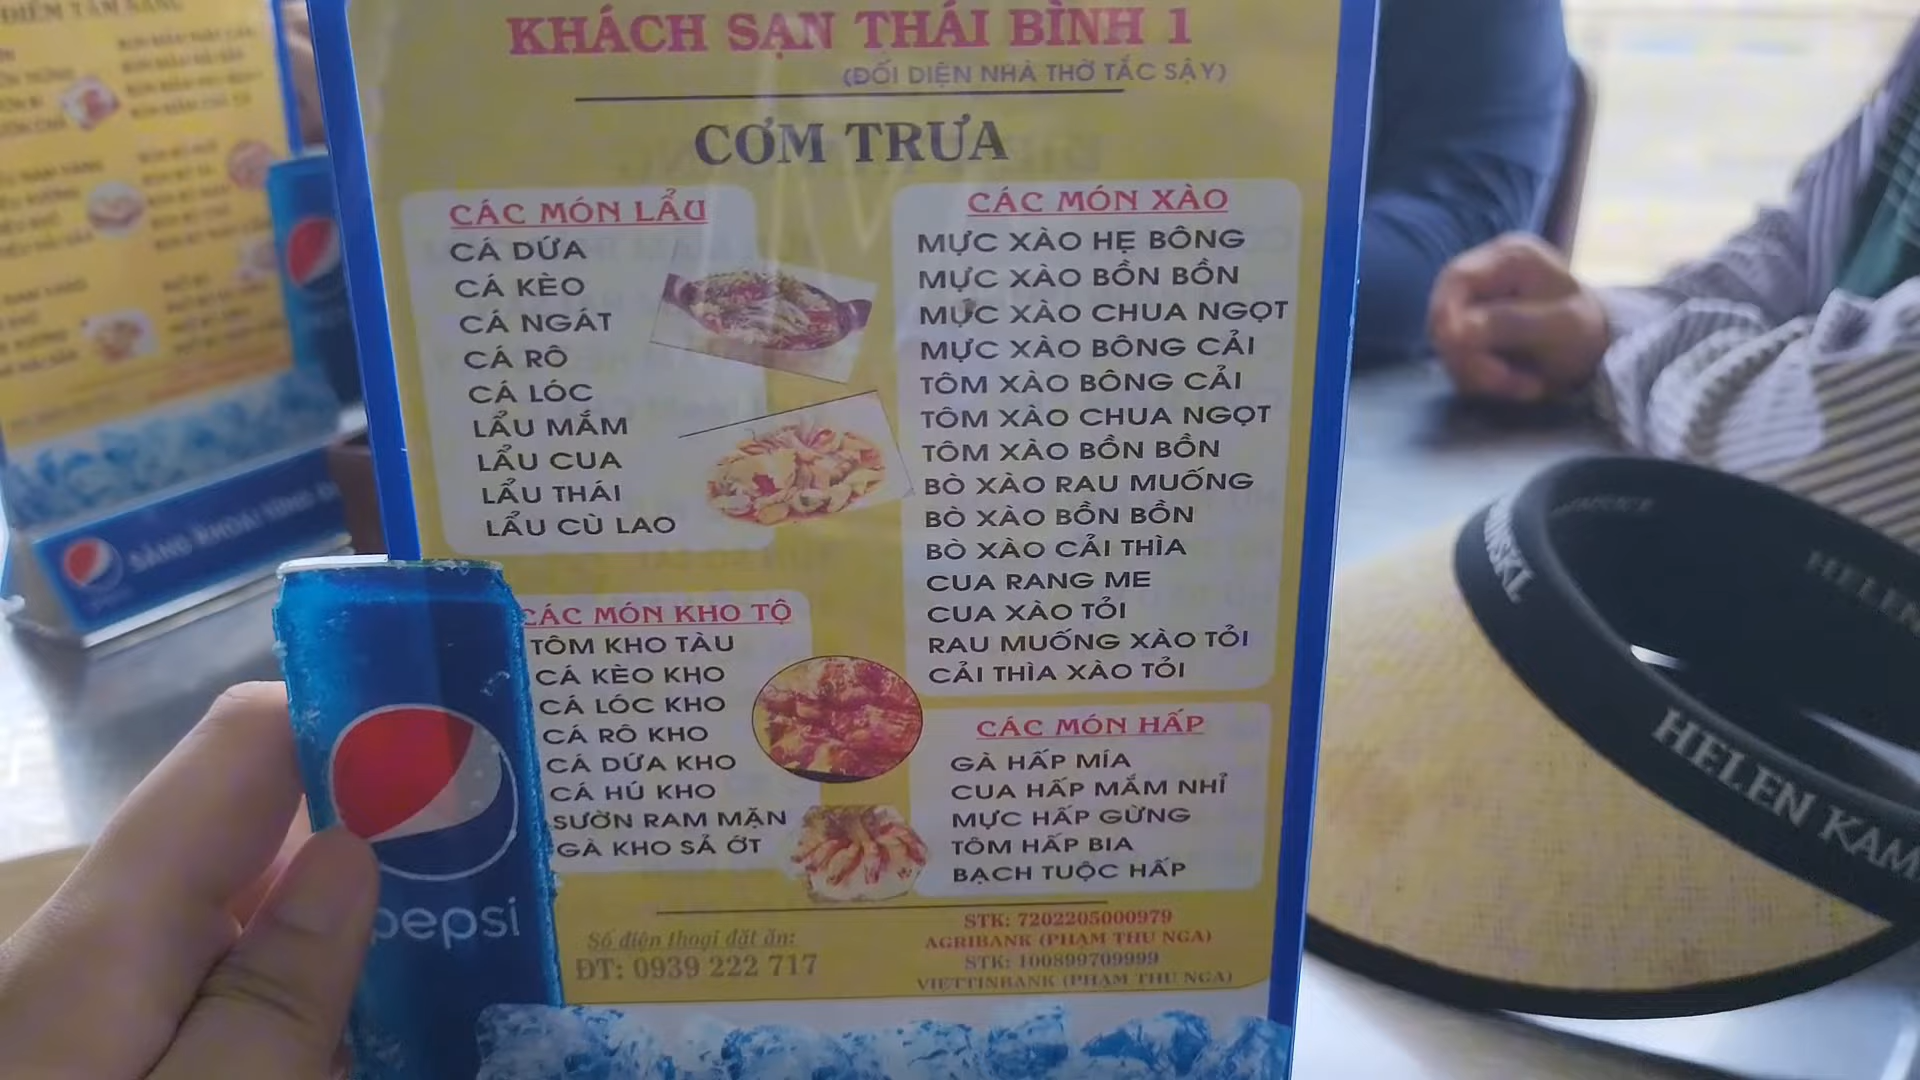 KHÁCH SẠN THÁI BÌNH 1
(ĐỐI DIỆN NHÀ THỜ TẮC SẬY)
CƠM TRƯA
CÁC MÓN LẨU
CÁ DỨA
CÁ KÈO
CÁ NGÁT
CÁ RÔ
CÁ LÓC
LẨU MẮM
LẨU CUA
LẨU THÁI
LẨU CÙ LAO
CÁC MÓN KHO TỘ
TÔM KHO TÀU
CÁ KÈO KHO
CÁ LÓC KHO
CÁ RÔ KHO
CÁ DỨA KHO
CÁ HÚ KHO
SƯỜN RAM MẶN
GÀ KHO SẢ ỚT
CÁC MÓN XÀO
MỰC XÀO HẸ BÔNG
MỰC XÀO BỒN BỒN
MỰC XÀO CHUA NGỌT
MỰC XÀO BÔNG CẢI
TÔM XÀO BÔNG CẢI
TÔM XÀO CHUA NGỌT
TÔM XÀO BỒN BỒN
BÒ XÀO RAU MUỐNG
BÒ XÀO BỒN BỒN
BÒ XÀO CẢI THÌA
CUA RANG ME
CUA XÀO TỎI
RAU MUỐNG XÀO TỎI
CẢI THÌA XÀO TỎI
CÁC MÓN HẤP
GÀ HẤP MÍA
CUA HẤP MẮM NHỈ
MỰC HẤP GỪNG
TÔM HẤP BIA
BẠCH TUỘC HẤP
Số điện thoại đặt ăn:
ĐT: 0939 222 717
STK: 7202205000979
AGRIBANK (PHẠM THU NGA)
STK: 100899709999
VIETTINBANK (PHẠM THU NGA)
pepsi
HELEN KAM
HELEN